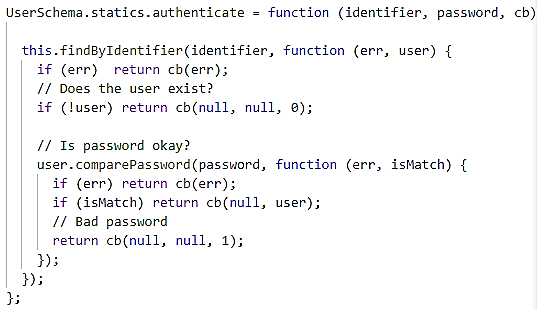 UserSchema.statics.authenticate = function (identifier, password, cb)
this.findByIdentifier(identifier, function (err, user) {
if (err)  return cb(err);
// Does the user exist?
if (!user) return cb(null, null, 0);
// Is password okay?
user.comparePassword(password, function (err, isMatch) {
if (err) return cb(err);
if (isMatch) return cb(null, user);
// Bad password
return cb(null, null, 1);
});
});
};